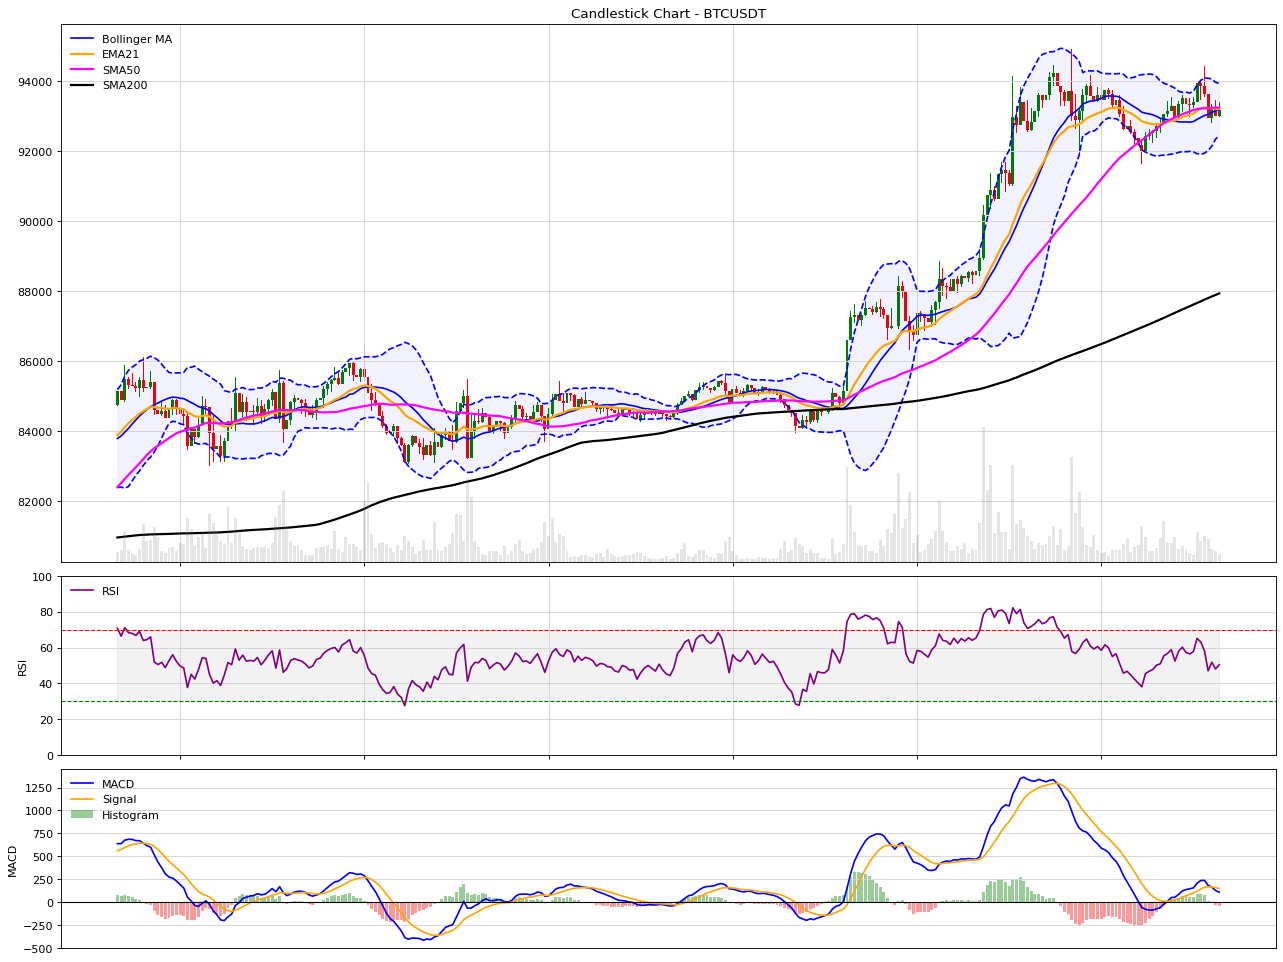 Candlestick Chart - BTCUSDT
Bollinger MA
EMA21
SMA50
SMA200
94000
92000
90000
88000
86000
84000
82000
RSI
100
80
60
40
20
0
RSI
MACD
Signal
Histogram
1250
1000
750
500
250
0
−250
−500
MACD